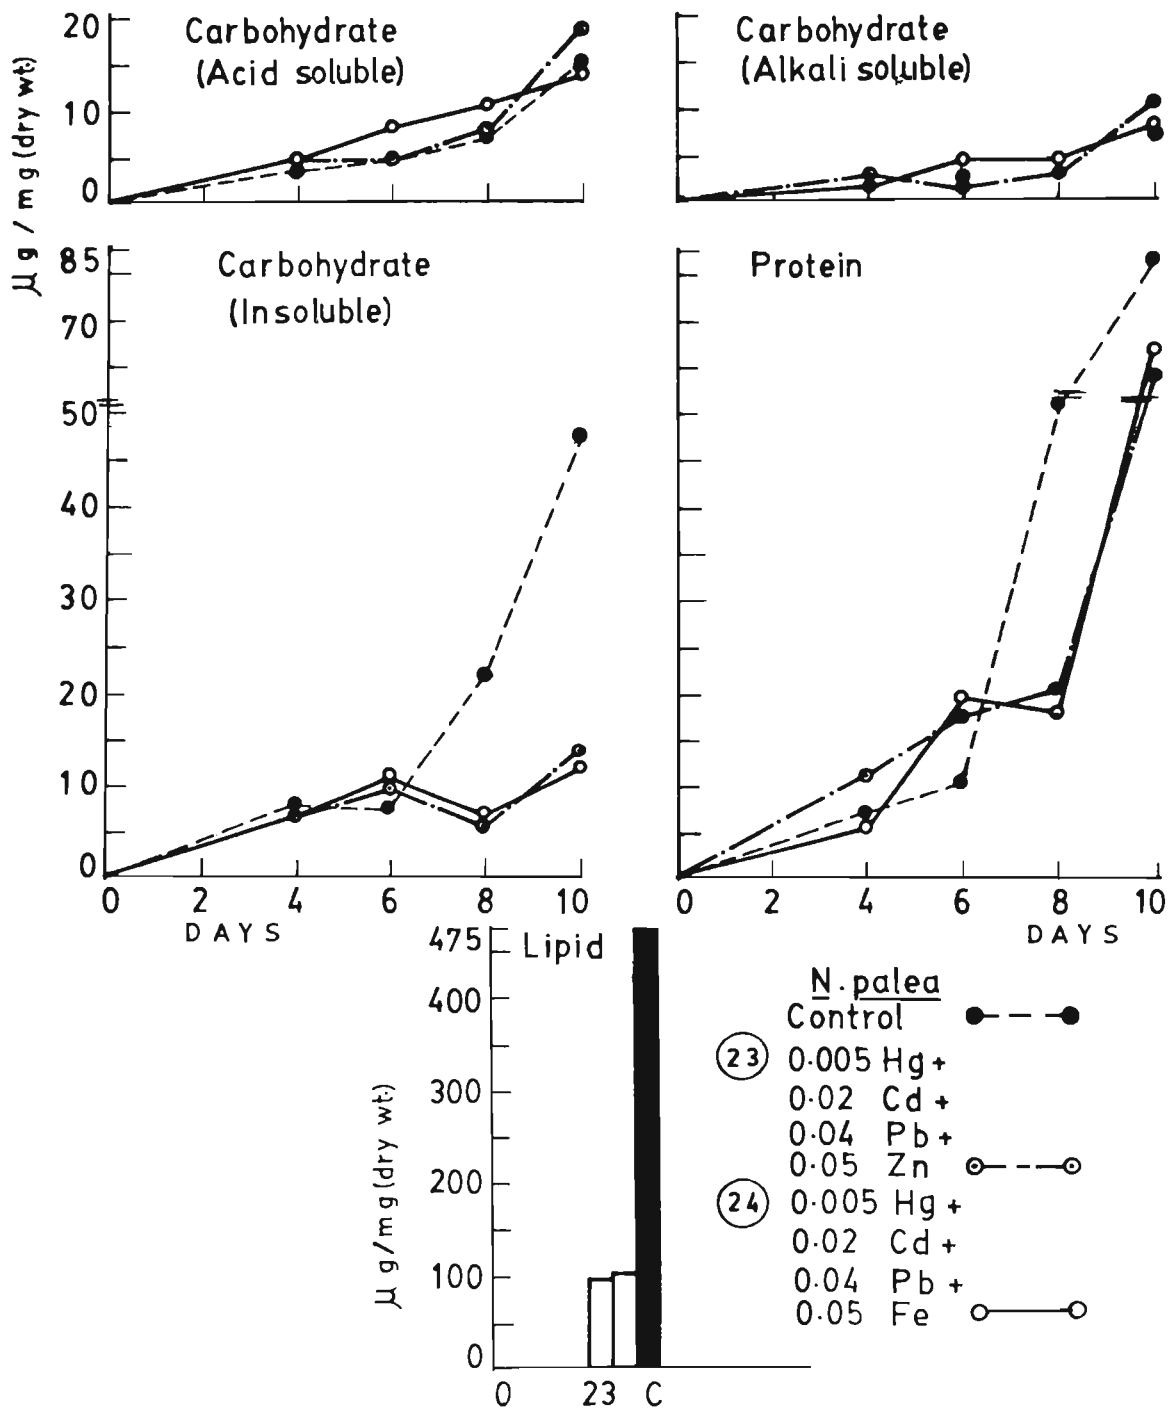 μg/mg(dry wt.)
20
10
0
Carbohydrate
(Acid soluble)
Carbohydrate
(Alkali soluble)
85
70
50
40
30
20
10
0
Carbohydrate
(Insoluble)
Protein
0 2 4 6 8 10
DAYS
0 2 4 6 8 10
DAYS
μg/mg(dry wt.)
475
400
300
200
100
0
Lipid
0 23 C
N. palea
Control
23 0.005 Hg+
0.02 Cd+
0.04 Pb+
0.05 Zn
24 0.005 Hg+
0.02 Cd+
0.04 Pb+
0.05 Fe